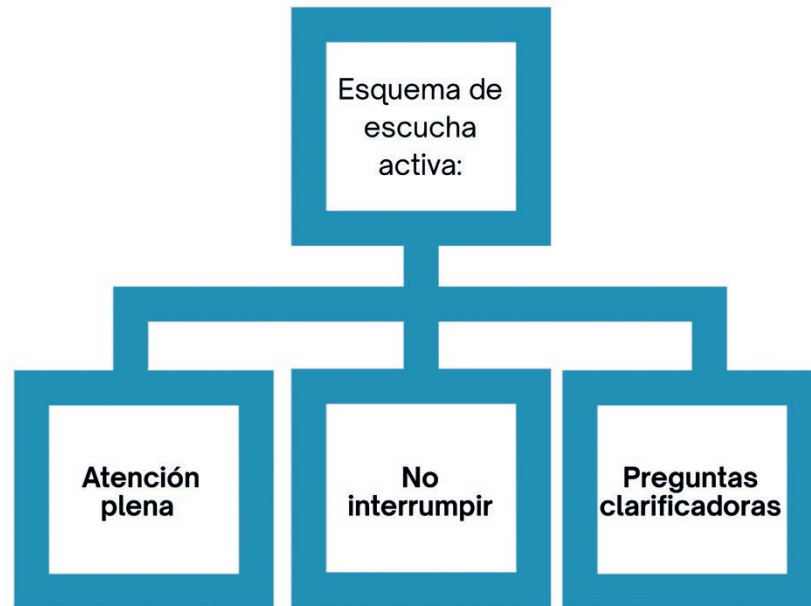 Esquema de
escucha
activa:
Atención
plena
No
interrumpir
Preguntas
clarificadoras